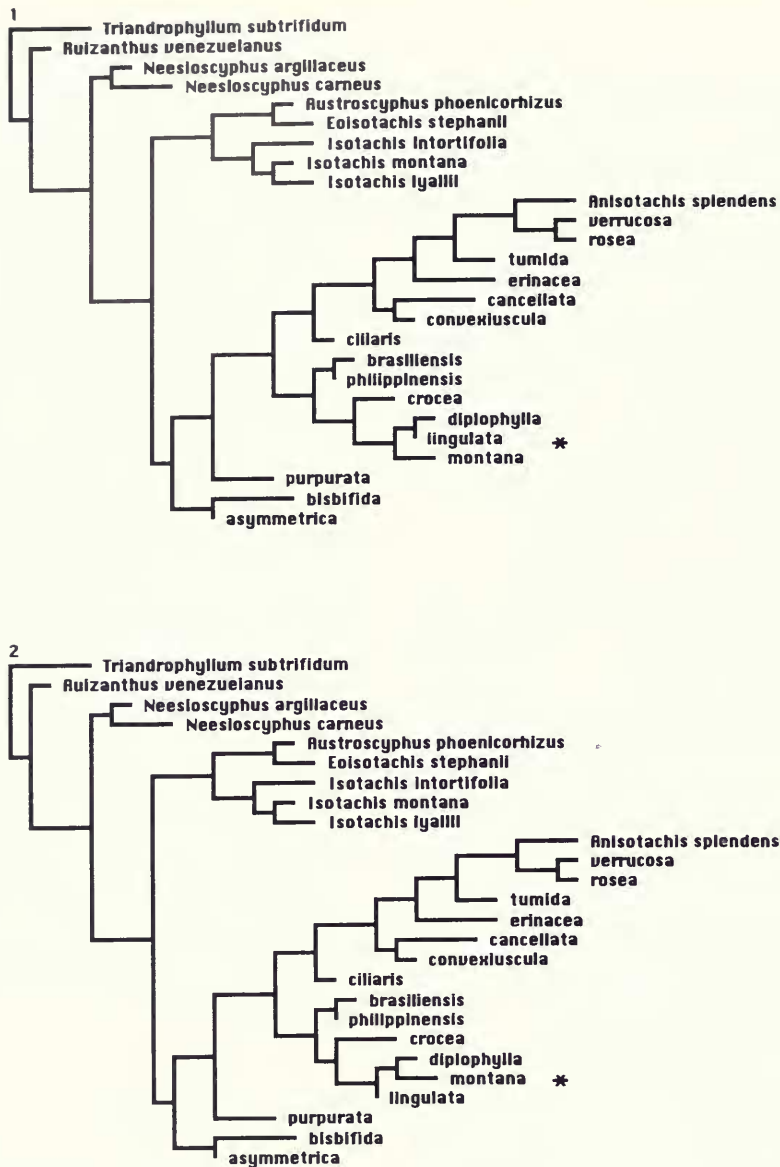 1
Triandrophyllum subtrifidum
Ruizanthus venezuelanus
Neesioscyphus argillaceus
Neesioscyphus carneus
Austroscyphus phoenicorhizus
Eoisotachis stephanii
Isotachis intortifolia
Isotachis montana
Isotachis lyallii
Anisotachis splendens
verrucosa
rosea
tumida
erinacea
cancellata
convexiuscula
ciliaris
brasiliensis
philippinensis
crocea
diplophylla
lingulata *
montana
purpurata
bisbifida
asymmetrica
2
Triandrophyllum subtrifidum
Ruizanthus venezuelanus
Neesioscyphus argillaceus
Neesioscyphus carneus
Austroscyphus phoenicorhizus
Eoisotachis stephanii
Isotachis intortifolia
Isotachis montana
Isotachis lyallii
Anisotachis splendens
verrucosa
rosea
tumida
erinacea
cancellata
convexiuscula
ciliaris
brasiliensis
philippinensis
crocea
diplophylla
montana *
lingulata
purpurata
bisbifida
asymmetrica